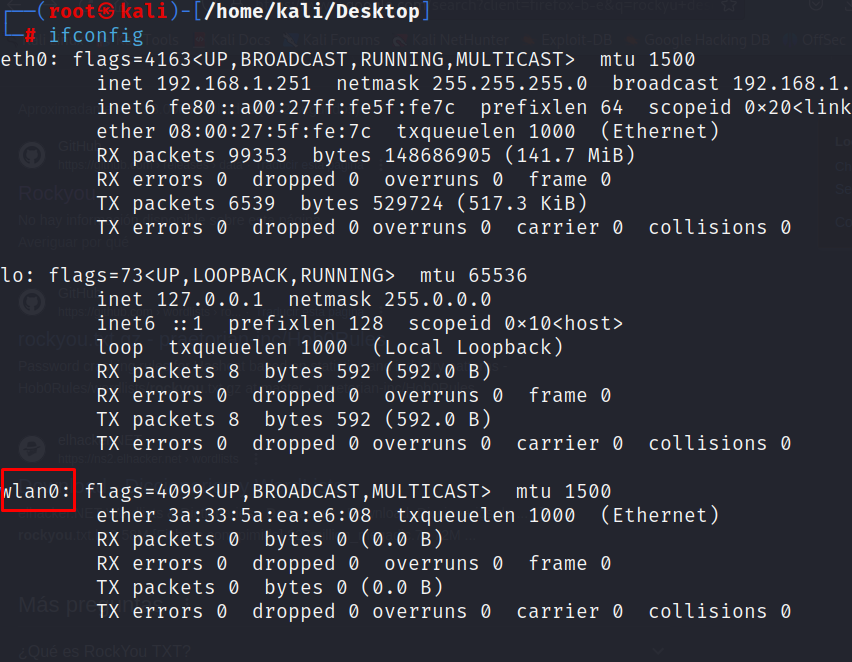 ┌──(root㉿kali)-[/home/kali/Desktop]
└─# ifconfig
eth0: flags=4163<UP,BROADCAST,RUNNING,MULTICAST>  mtu 1500
        inet 192.168.1.251  netmask 255.255.255.0  broadcast 192.168.1.
        inet6 fe80::a00:27ff:fe5f:fe7c  prefixlen 64  scopeid 0×20<link
        ether 08:00:27:5f:fe:7c  txqueuelen 1000  (Ethernet)
        RX packets 99353  bytes 148686905 (141.7 MiB)
        RX errors 0  dropped 0  overruns 0  frame 0
        TX packets 6539  bytes 529724 (517.3 KiB)
        TX errors 0  dropped 0 overruns 0  carrier 0  collisions 0

lo: flags=73<UP,LOOPBACK,RUNNING>  mtu 65536
        inet 127.0.0.1  netmask 255.0.0.0
        inet6 ::1  prefixlen 128  scopeid 0×10<host>
        loop  txqueuelen 1000  (Local Loopback)
        RX packets 8  bytes 592 (592.0 B)
        RX errors 0  dropped 0  overruns 0  frame 0
        TX packets 8  bytes 592 (592.0 B)
        TX errors 0  dropped 0 overruns 0  carrier 0  collisions 0

wlan0: flags=4099<UP,BROADCAST,MULTICAST>  mtu 1500
        ether 3a:33:5a:ea:e6:08  txqueuelen 1000  (Ethernet)
        RX packets 0  bytes 0 (0.0 B)
        RX errors 0  dropped 0  overruns 0  frame 0
        TX packets 0  bytes 0 (0.0 B)
        TX errors 0  dropped 0 overruns 0  carrier 0  collisions 0
¿Qué es RockYou TXT?